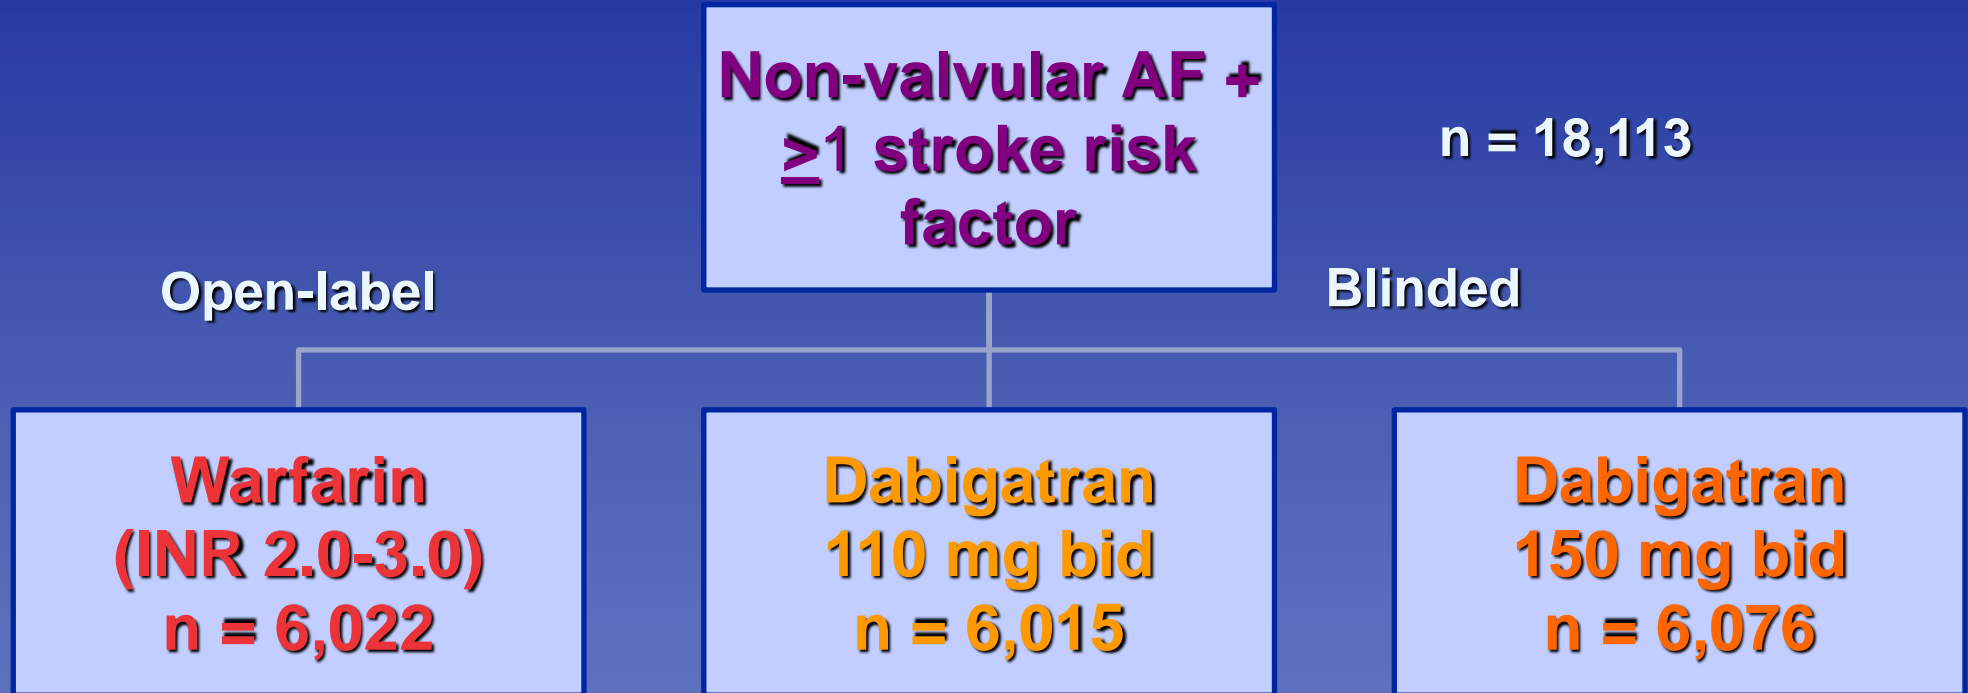 Non-valvular AF +
≥1 stroke risk
factor
n = 18,113
Open-label
Blinded
Warfarin
(INR 2.0-3.0)
n = 6,022
Dabigatran
110 mg bid
n = 6,015
Dabigatran
150 mg bid
n = 6,076